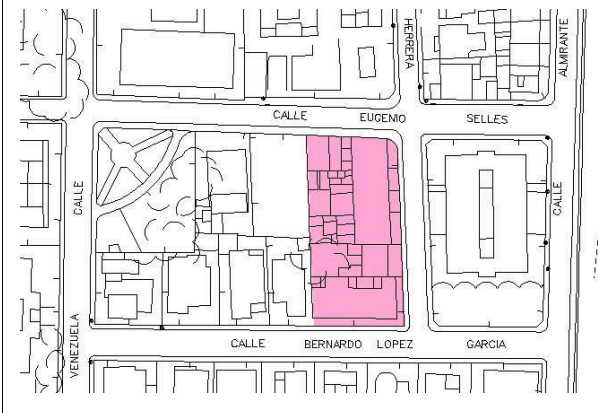 HERRERA
ALMIRANTE
CALLE EUGENIO SELLES
CALLE
CALLE
VENEZUELA
CALLE BERNARDO LOPEZ GARCIA